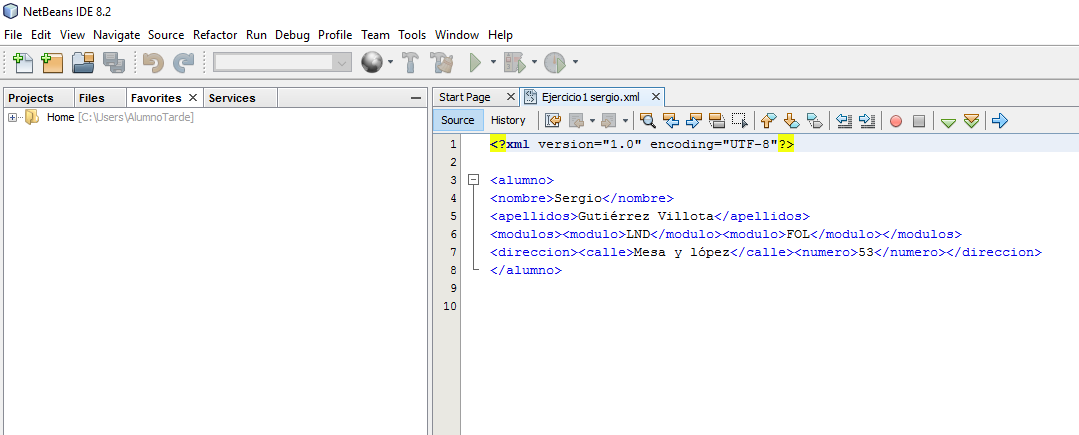 NetBeans IDE 8.2
File Edit View Navigate Source Refactor Run Debug Profile Team Tools Window Help
Projects Files Favorites Services
Home [C:\Users\AlumnoTarde]
Start Page Ejercicio1 sergio.xml
Source History
1 <?xml version="1.0" encoding="UTF-8"?>
2
3 <alumno>
4 <nombre>Sergio</nombre>
5 <apellidos>Gutiérrez Villota</apellidos>
6 <modulos><modulo>LND</modulo><modulo>FOL</modulo></modulos>
7 <direccion><calle>Mesa y lópez</calle><numero>53</numero></direccion>
8 </alumno>
9
10